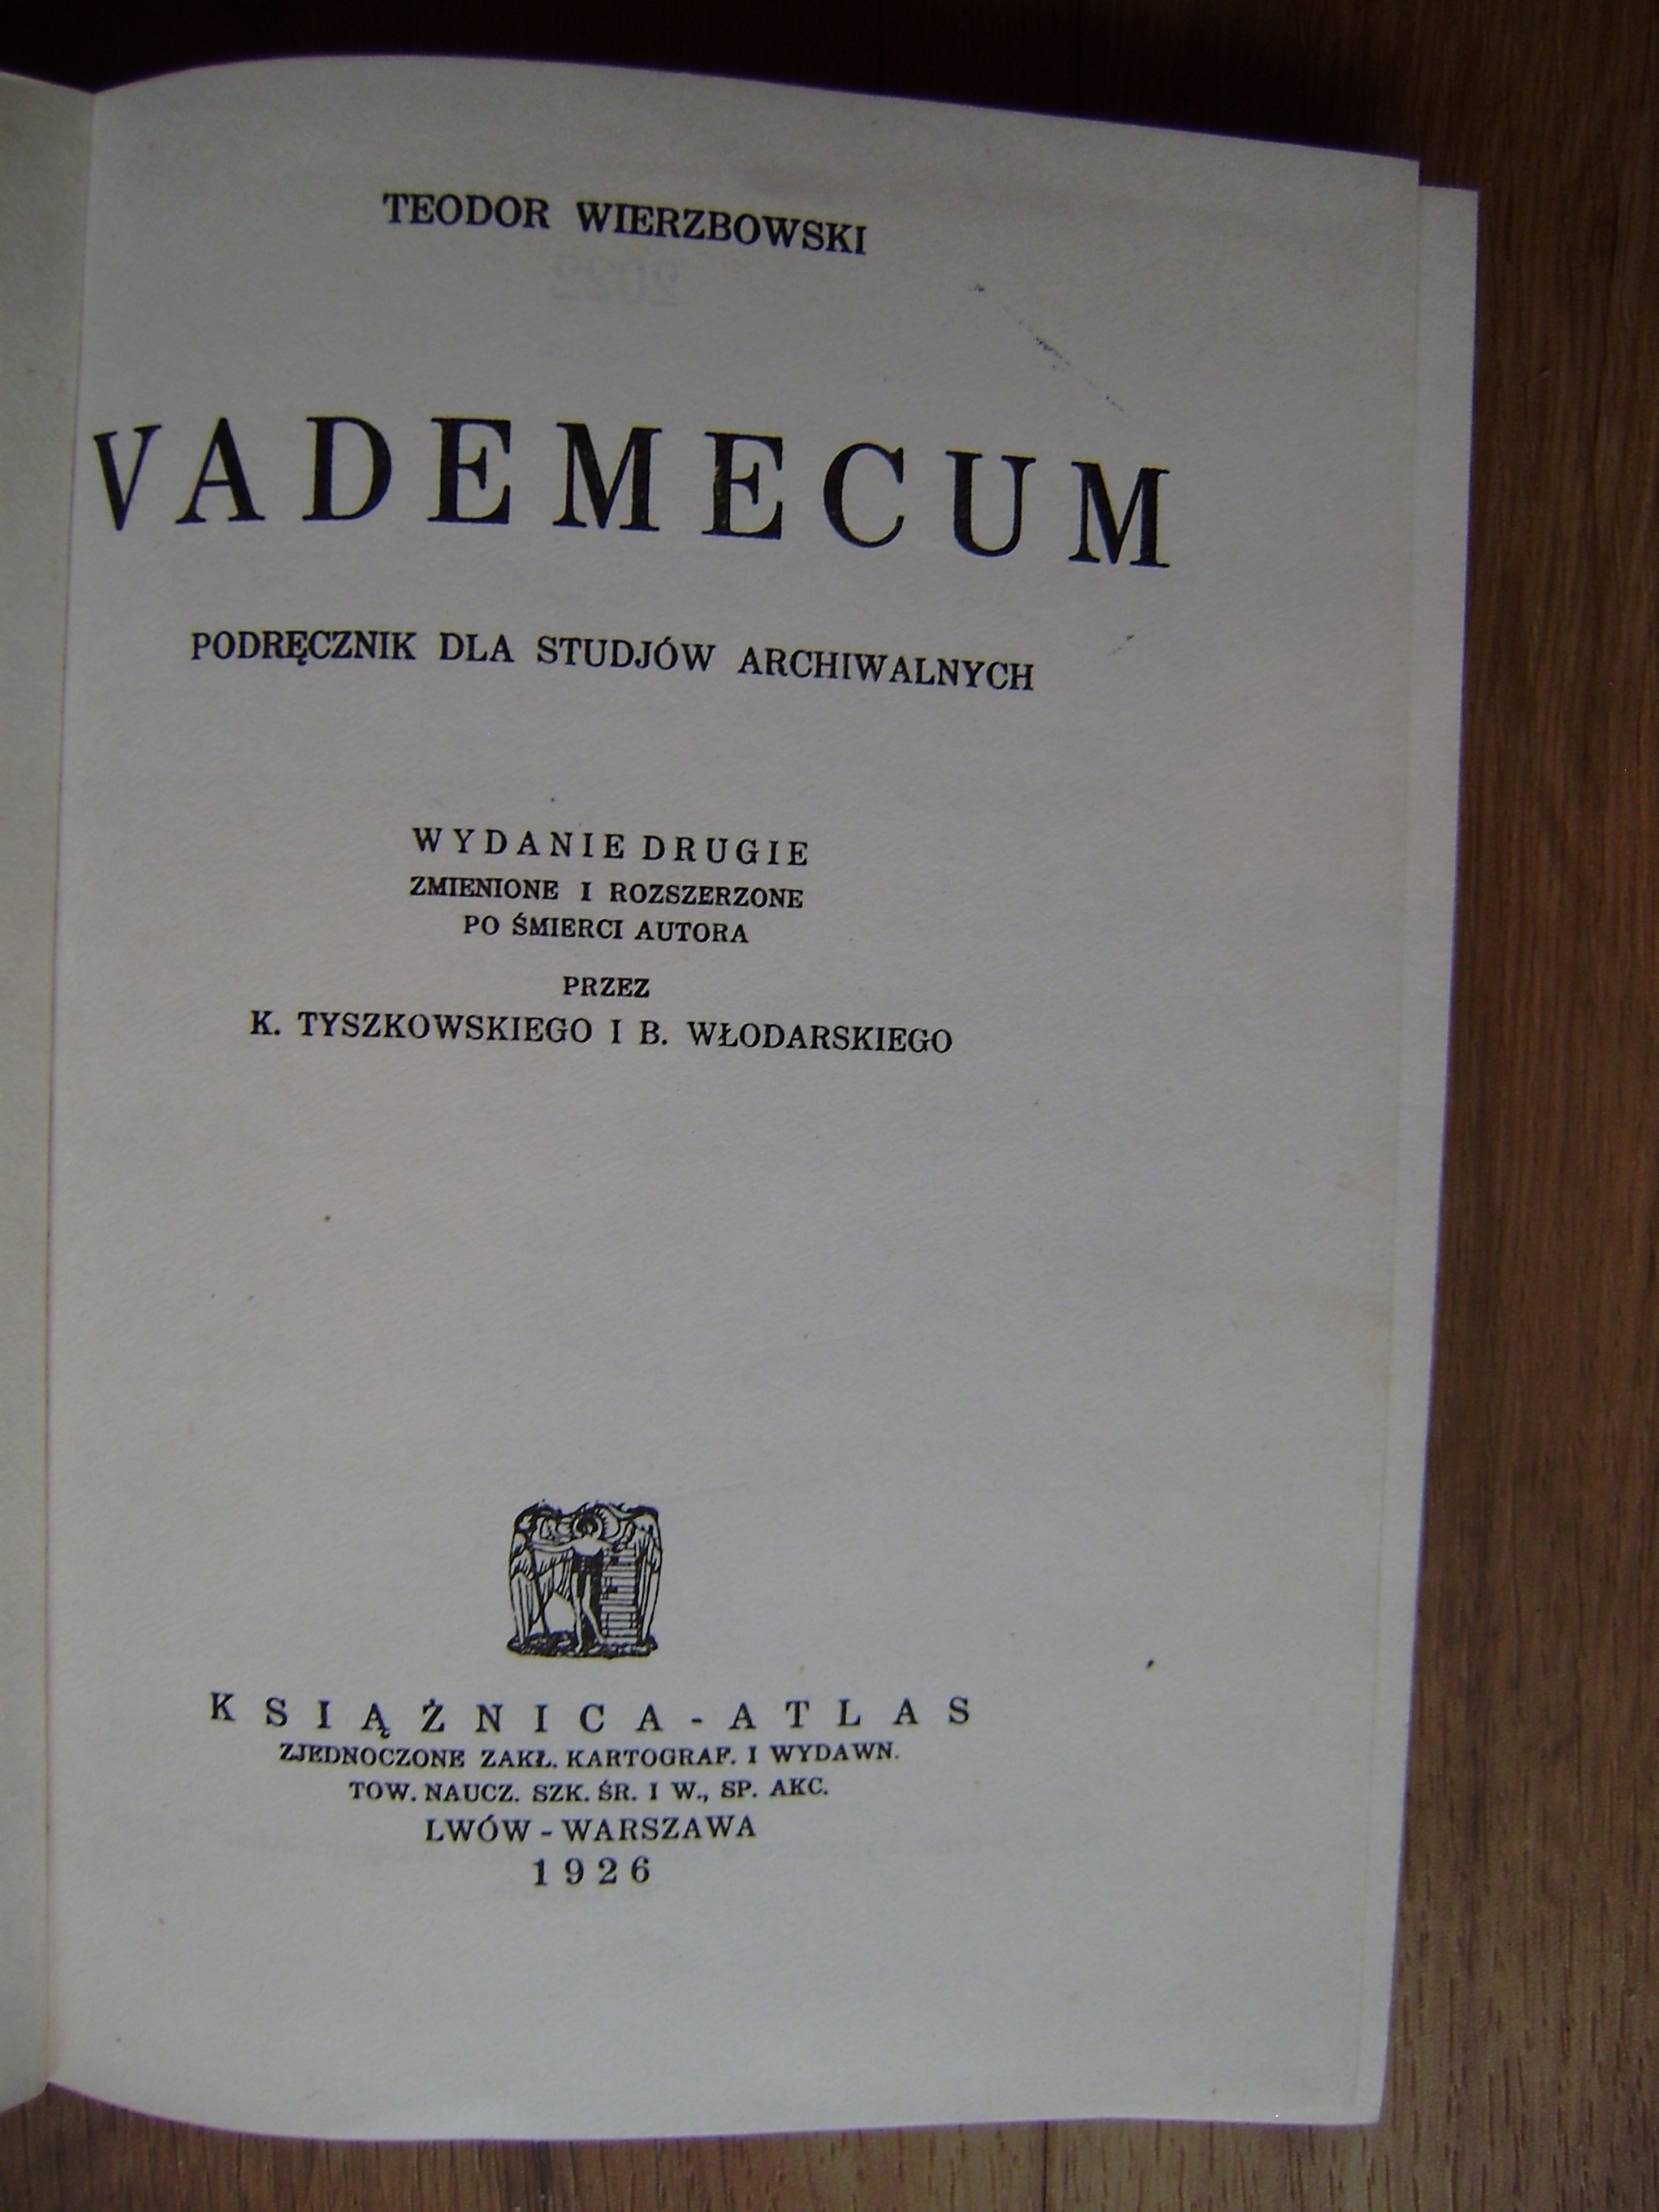 TEODOR WIERZBOWSKI
2022
VADEMECUM
PODRĘCZNIK DLA STUDJÓW ARCHIWALNYCH
WYDANIE DRUGIE
ZMIENIONE I ROZSZERZONE
PO ŚMIERCI AUTORA
PRZEZ
K. TYSZKOWSKIEGO I B. WŁODARSKIEGO
KSIĄŻNICA-ATLAS
ZJEDNOCZONE ZAKŁ. KARTOGRAF. I WYDAWN.
TOW. NAUCZ. SZK. ŚR. I W., SP. AKC.
LWÓW - WARSZAWA
1926